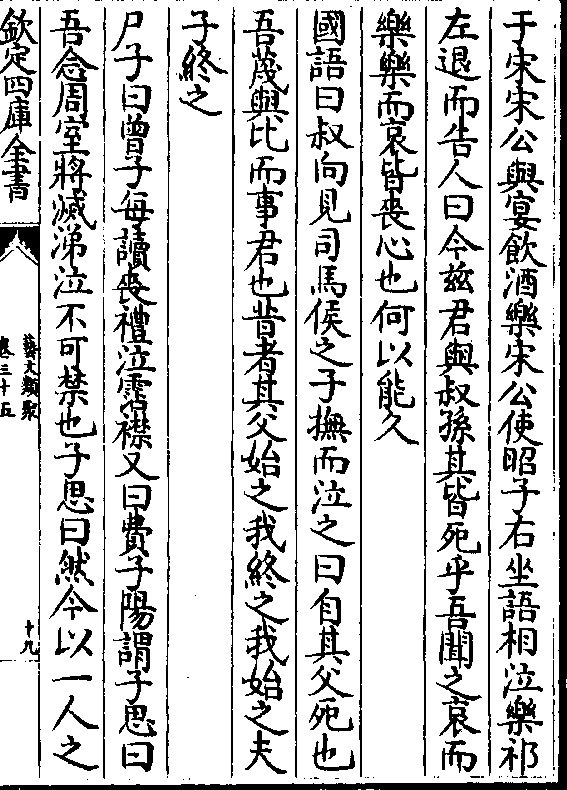 于宋宋公與宴飲酒樂宋公使昭子右坐語相泣樂祁
左退而告人曰今兹君與叔孫其皆死乎吾聞之哀而
樂樂而哀皆喪心也何以能久
國語曰叔向見司馬侯之子撫而泣之曰自其父死也
吾蔑與比而事君也昔者其父始之我終之我始之夫
子終之
尸子曰曾子每讀喪禮泣霑襟又曰費子陽謂子思曰
吾念周室將滅涕泣不可禁也子思曰然今以一人之
欽定四庫全書
藝文類聚
卷三十五
十九